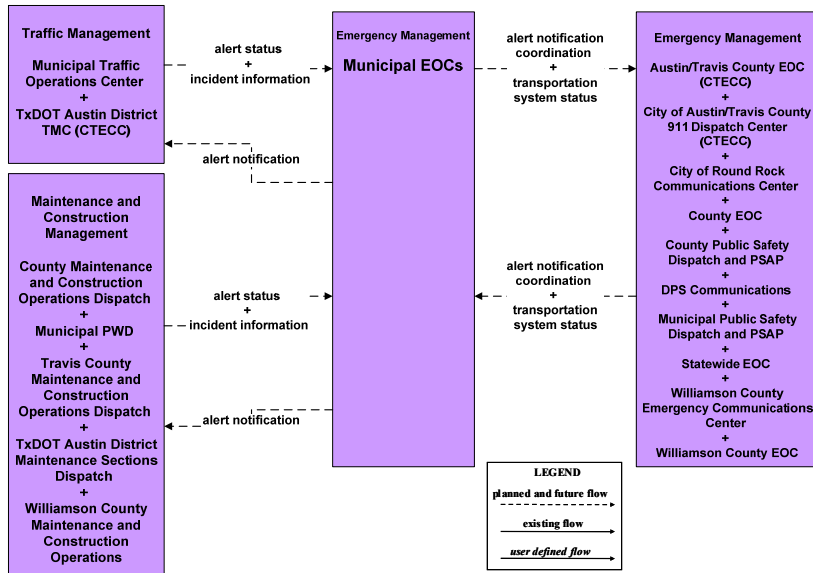 Traffic Management
Municipal Traffic
Operations Center
+
TxDOT Austin District
TMC (CTECC)
alert status
+
incident information
alert notification
Maintenance and
Construction
Management
County Maintenance
and Construction
Operations Dispatch
+
Municipal PWD
+
Travis County
Maintenance and
Construction
Operations Dispatch
+
TxDOT Austin District
Maintenance Sections
Dispatch
+
Williamson County
Maintenance and
Construction
Operations
alert status
+
incident information
alert notification
Emergency Management
Municipal EOCs
alert notification
coordination
+
transportation
system status
alert notification
coordination
+
transportation
system status
Emergency Management
Austin/Travis County EOC
(CTECC)
+
City of Austin/Travis County
911 Dispatch Center
(CTECC)
+
City of Round Rock
Communications Center
+
County EOC
+
County Public Safety
Dispatch and PSAP
+
DPS Communications
+
Municipal Public Safety
Dispatch and PSAP
+
Statewide EOC
+
Williamson County
Emergency Communications
Center
+
Williamson County EOC
LEGEND
planned and future flow
existing flow
user defined flow